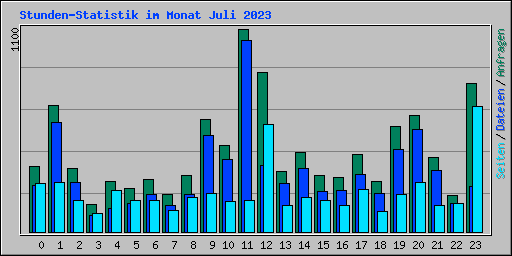 Stunden-Statistik im Monat Juli 2023
1100
Seiten / Dateien / Anfragen
0 1 2 3 4 5 6 7 8 9 10 11 12 13 14 15 16 17 18 19 20 21 22 23